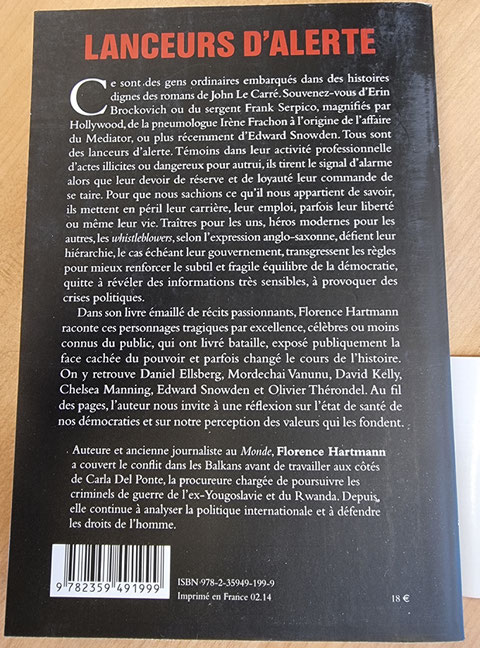 LANCEURS D'ALERTE
Ce sont des gens ordinaires embarqués dans des histoires
dignes des romans de John Le Carré. Souvenez-vous d'Erin
Brockovich ou du sergent Frank Serpico, magnifiés par
Hollywood, de la pneumologue Irène Frachon à l'origine de l'affaire
du Mediator, ou plus récemment d'Edward Snowden. Tous sont
des lanceurs d'alerte. Témoins dans leur activité professionnelle
d'actes illicites ou dangereux pour autrui, ils tirent le signal d'alarme
alors que leur devoir de réserve et de loyauté leur commande de
se taire. Pour que nous sachions ce qu'il nous appartient de savoir,
ils mettent en péril leur carrière, leur emploi, parfois leur liberté
ou même leur vie. Traîtres pour les uns, héros modernes pour les
autres, les whistleblowers, selon l'expression anglo-saxonne, défient leur
hiérarchie, le cas échéant leur gouvernement, transgressent les règles
pour mieux renforcer le subtil et fragile équilibre de la démocratie,
quitte à révéler des informations très sensibles, à provoquer des
crises politiques.
Dans son livre émaillé de récits passionnants, Florence Hartmann
raconte ces personnages tragiques par excellence, célèbres ou moins
connus du public, qui ont livré bataille, exposé publiquement la
face cachée du pouvoir et parfois changé le cours de l'histoire.
On y retrouve Daniel Ellsberg, Mordechai Vanunu, David Kelly,
Chelsea Manning, Edward Snowden et Olivier Thérondel. Au fil
des pages, l'auteur nous invite à une réflexion sur l'état de santé de
nos démocraties et sur notre perception des valeurs qui les fondent.
Auteure et ancienne journaliste au Monde, Florence Hartmann
a couvert le conflit dans les Balkans avant de travailler aux côtés
de Carla Del Ponte, la procureure chargée de poursuivre les
criminels de guerre de l'ex-Yougoslavie et du Rwanda. Depuis,
elle continue à analyser la politique internationale et à défendre
les droits de l'homme.
9 782359 491999
ISBN 978-2-35949-199-9
Imprimé en France 02.14
18 €